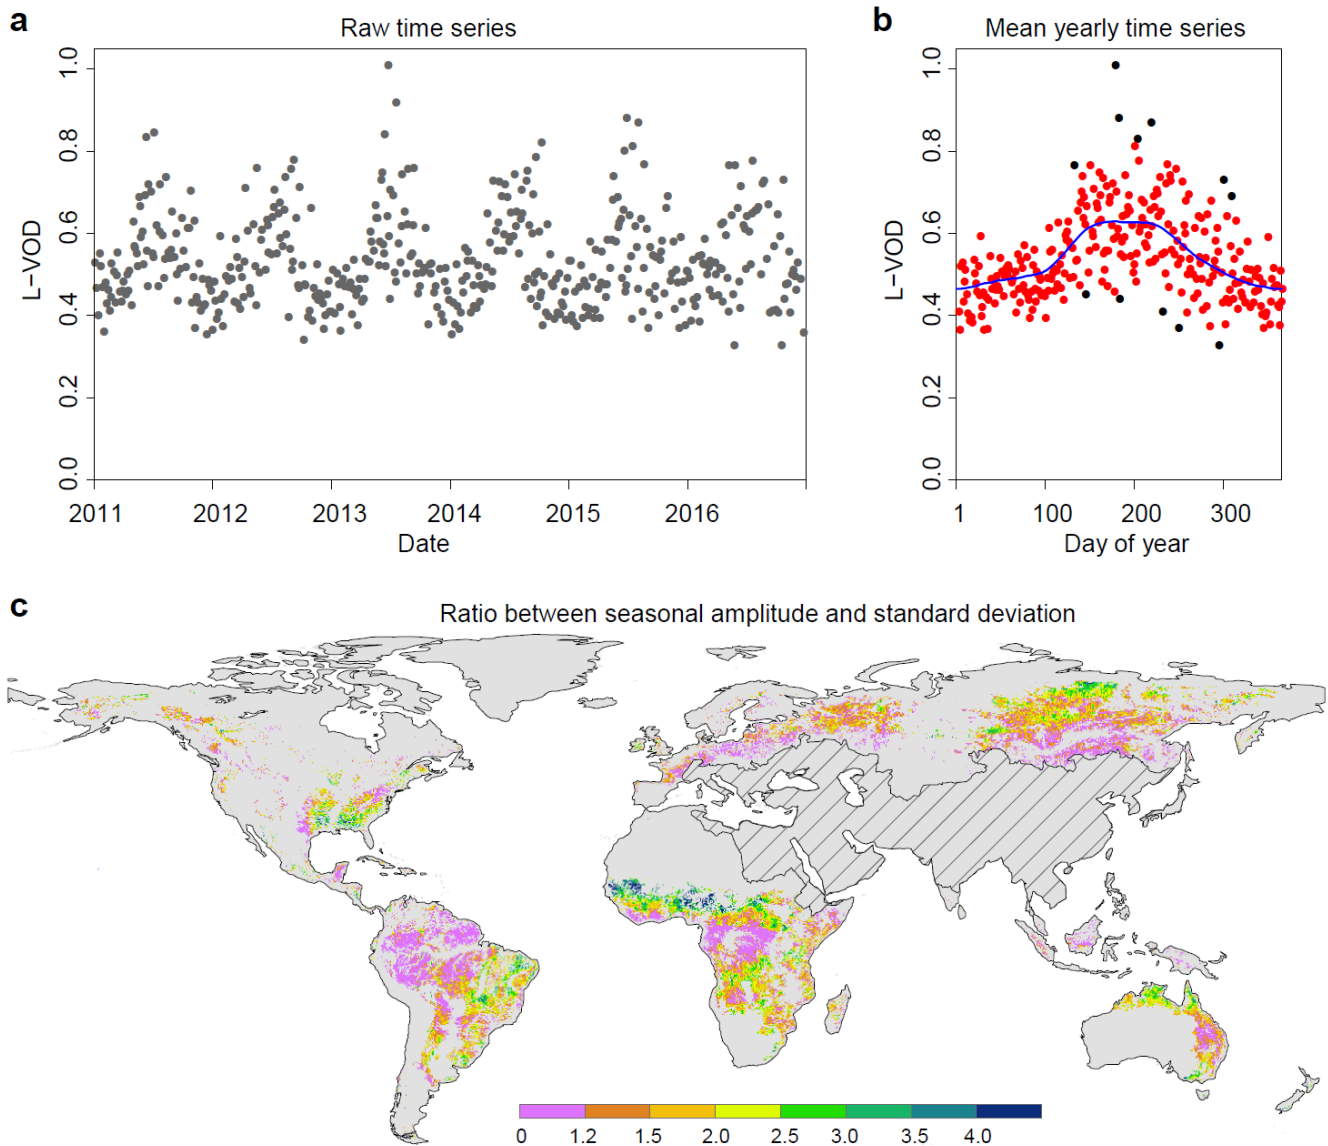 a
Raw time series
L-VOD
1.0
0.8
0.6
0.4
0.2
0.0
2011 2012 2013 2014 2015 2016
Date
b
Mean yearly time series
L-VOD
1.0
0.8
0.6
0.4
0.2
0.0
1 100 200 300
Day of year
c
Ratio between seasonal amplitude and standard deviation
0 1.2 1.5 2.0 2.5 3.0 3.5 4.0